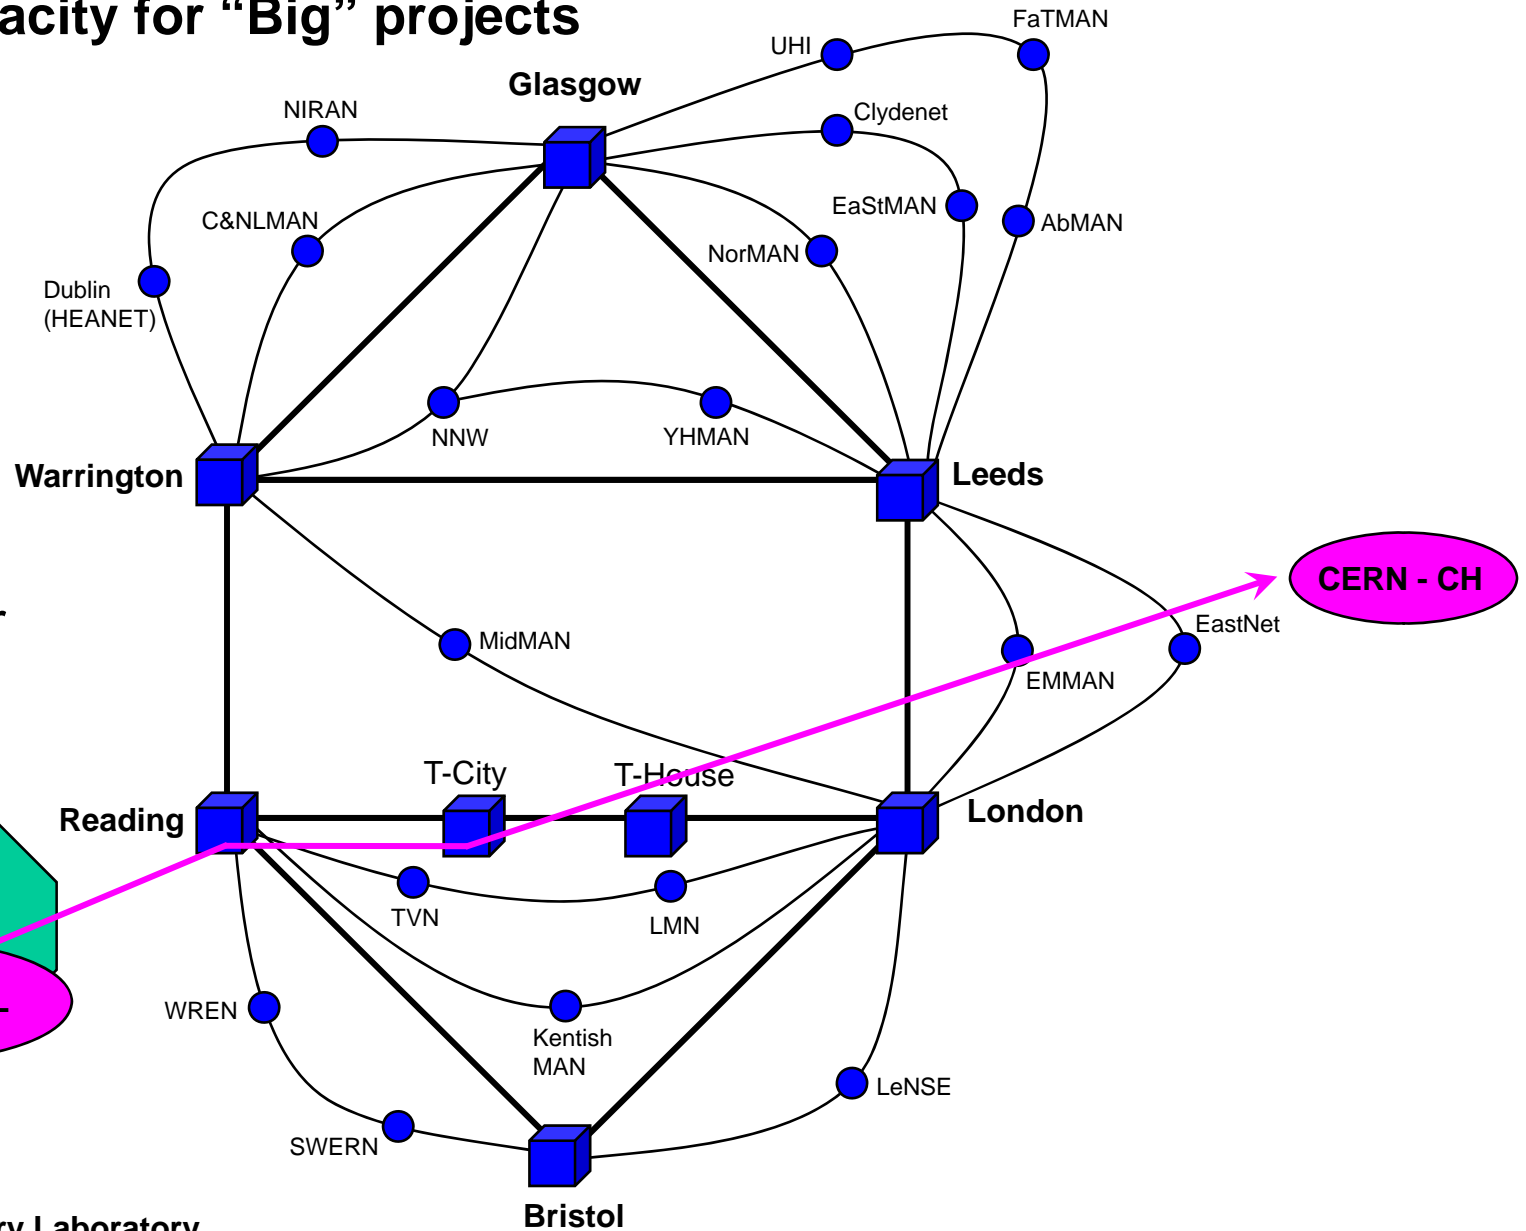 acity for “Big” projects
FaTMAN
UHI
Glasgow
NIRAN
Clydenet
C&NLMAN
EaStMAN
AbMAN
NorMAN
Dublin
(HEANET)
NNW
YHMAN
Warrington
Leeds
CERN - CH
EastNet
MidMAN
EMMAN
T-City
T-House
Reading
London
TVN
LMN
WREN
Kentish
MAN
LeNSE
SWERN
ry Laboratory
Bristol